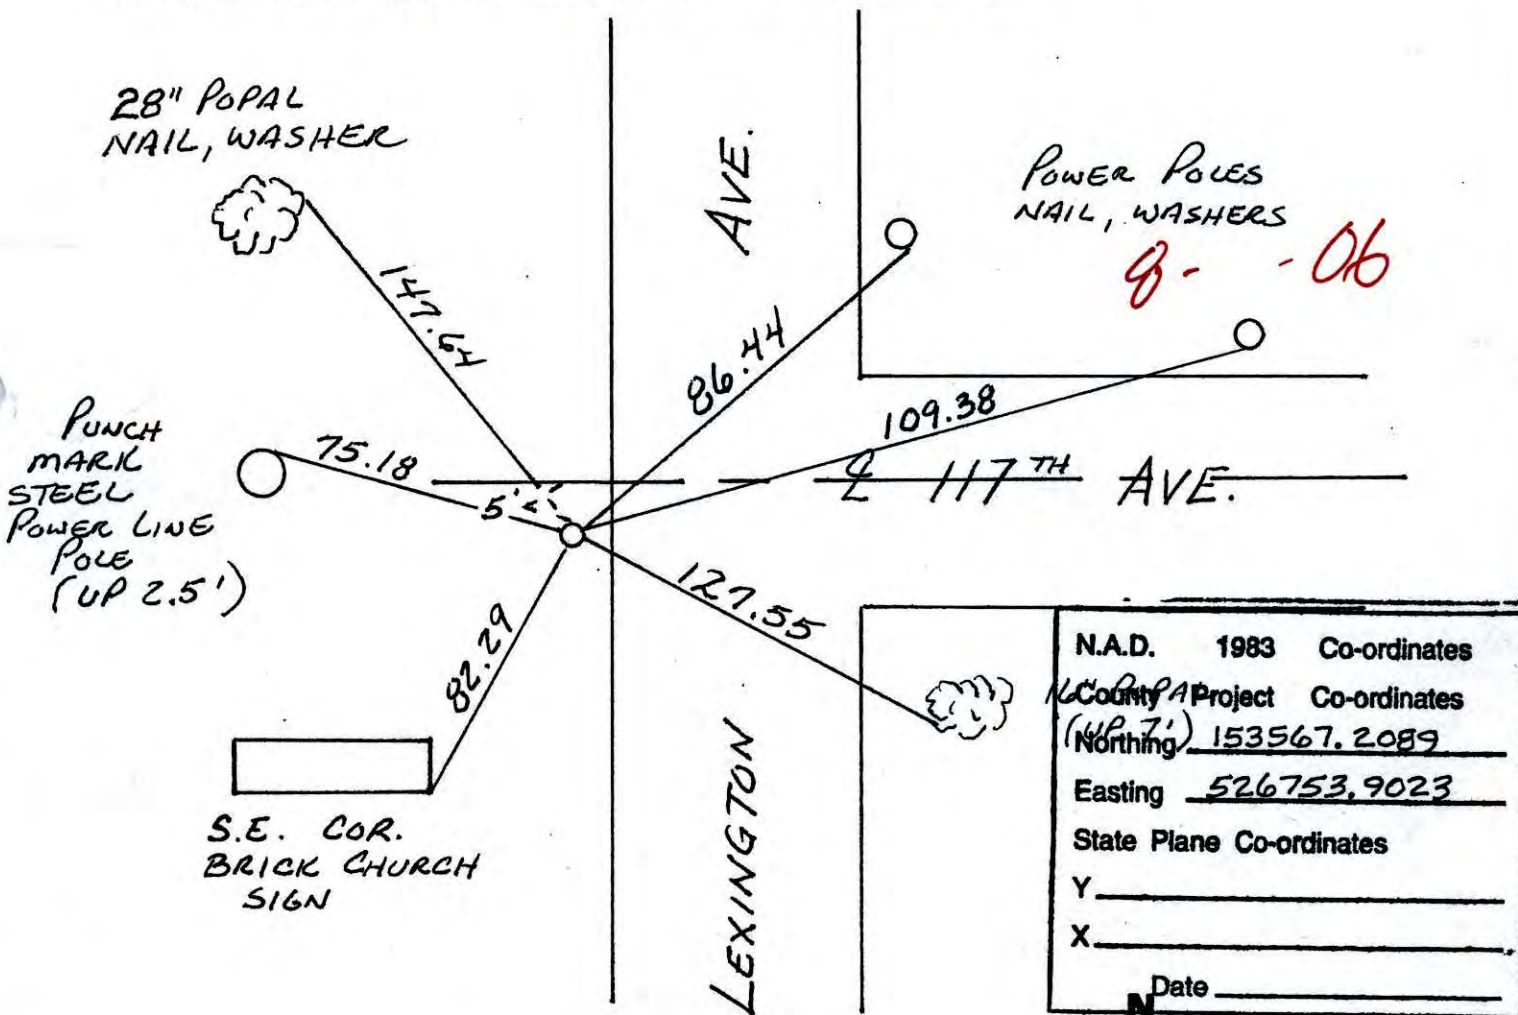 28" POPAL
NAIL, WASHER
147.64
AVE.
POWER POLES
NAIL, WASHERS
8- -06
86.44
109.38
PUNCH
MARK
STEEL
POWER LINE
POLE
(UP 2.5')
75.18
5'
℄ 117TH AVE.
127.55
82.29
S.E. COR.
BRICK CHURCH
SIGN
LEXINGTON
(UP 7')
N.A.D. 1983 Co-ordinates
County Project Co-ordinates
Northing 153567.2089
Easting 526753.9023
State Plane Co-ordinates
Y
X
Date
N